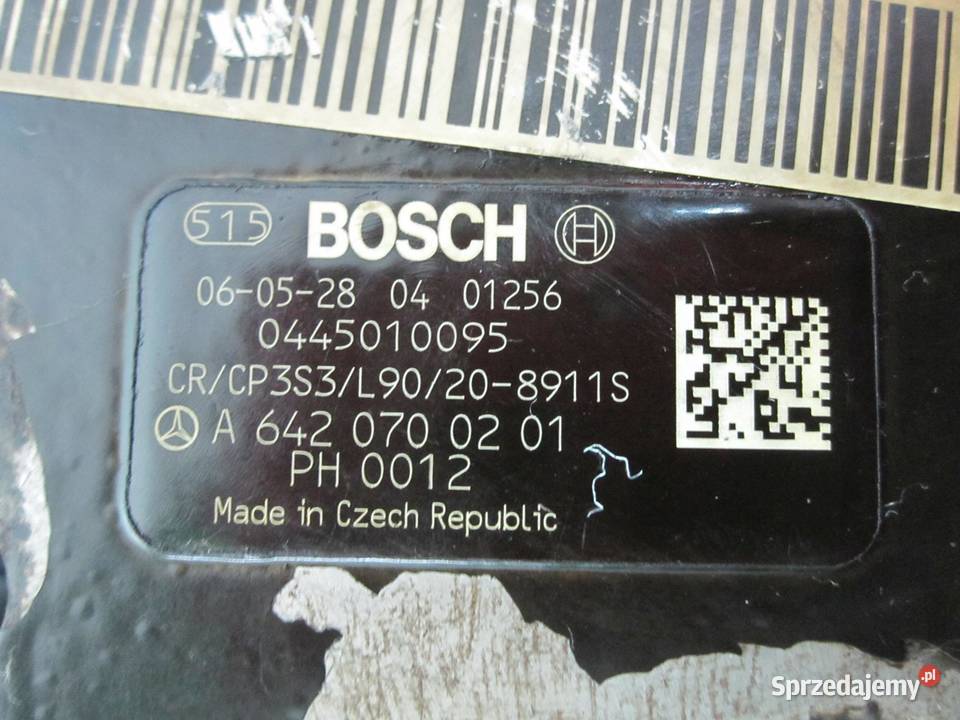 515 BOSCH
06-05-28 04 01256
0445010095
CR/CP3S3/L90/20-8911S
A 642 070 02 01
PH 0012
Made in Czech Republic
Sprzedajemy.pl